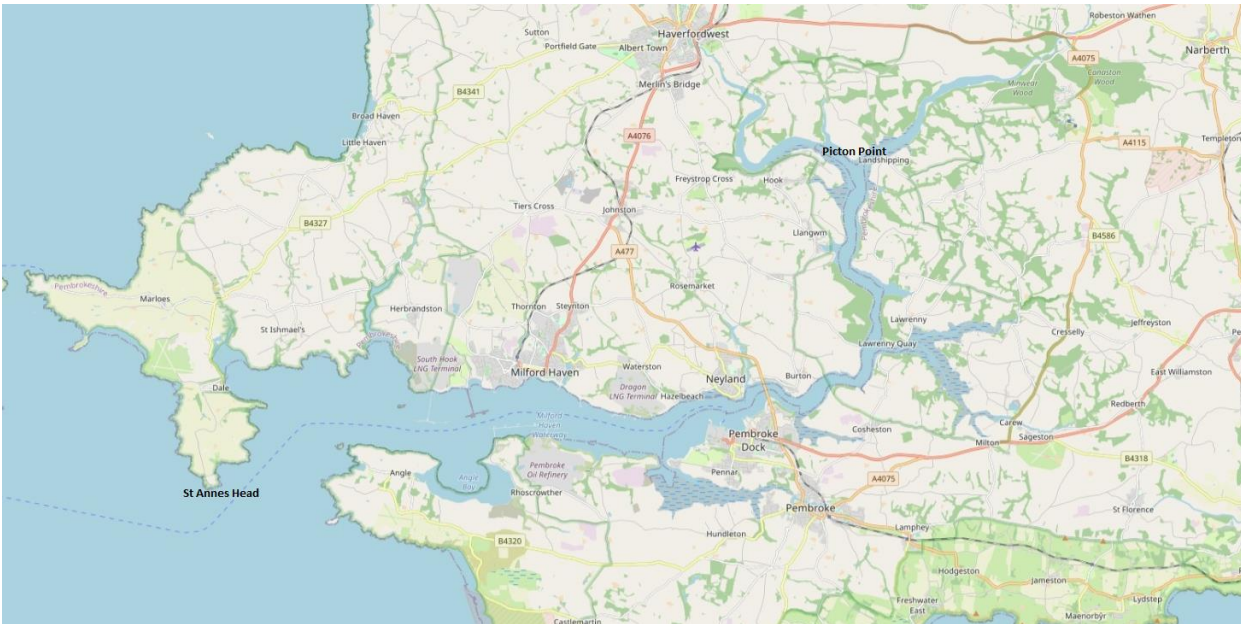 Robeston Wathen
Sutton
Haverfordwest
Portfield Gate
Albert Town
Narberth
A4075
Canaston
Wood
Minwear
Wood
Merlin's Bridge
B4341
Broad Haven
A4076
Little Haven
A4115
Templeton
Picton Point
Landshipping
Freystrop Cross
Hook
Tiers Cross
Johnston
B4327
Llangwm
B4586
A477
Pembrokeshire
Marloes
Rosemarket
Herbrandston
Thornton
Steynton
St Ishmael's
Lawrenny
Jeffreyston
Cresselly
Lawrenny Quay
South Hook
LNG Terminal
Milford Haven
Waterston
Neyland
Burton
East Williamston
Dale
Dragon
LNG Terminal
Hazelbeach
Redberth
Milford
Haven
Waterway
Carew
Cosheston
Sageston
Milton
Pembroke
Dock
B4318
Angle
Pembroke
Oil Refinery
Pennar
Angle
Bay
A4075
St Annes Head
Rhoscrowther
Pembroke
St Florence
Lamphey
Hundleton
B4320
Hodgeston
Jameston
Lydstep
Freshwater
East
Manorbŷr
Castlemartin